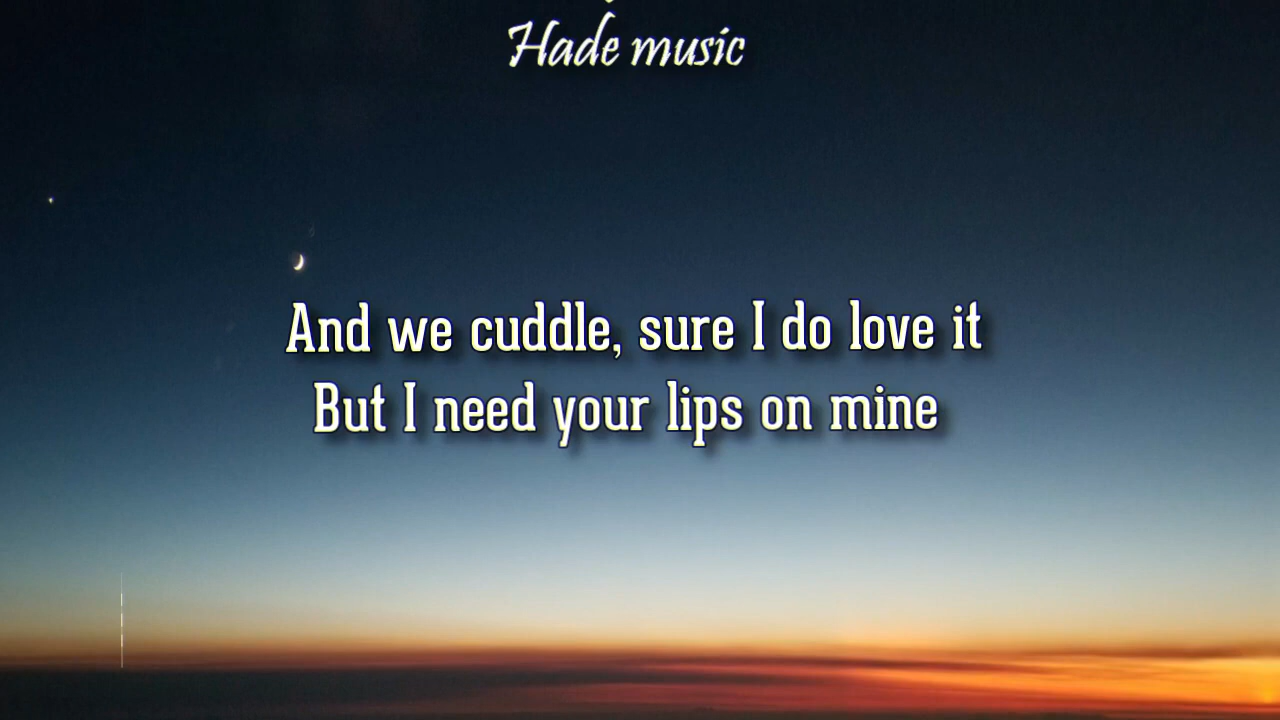 Hade music
And we cuddle, sure I do love it
But I need your lips on mine